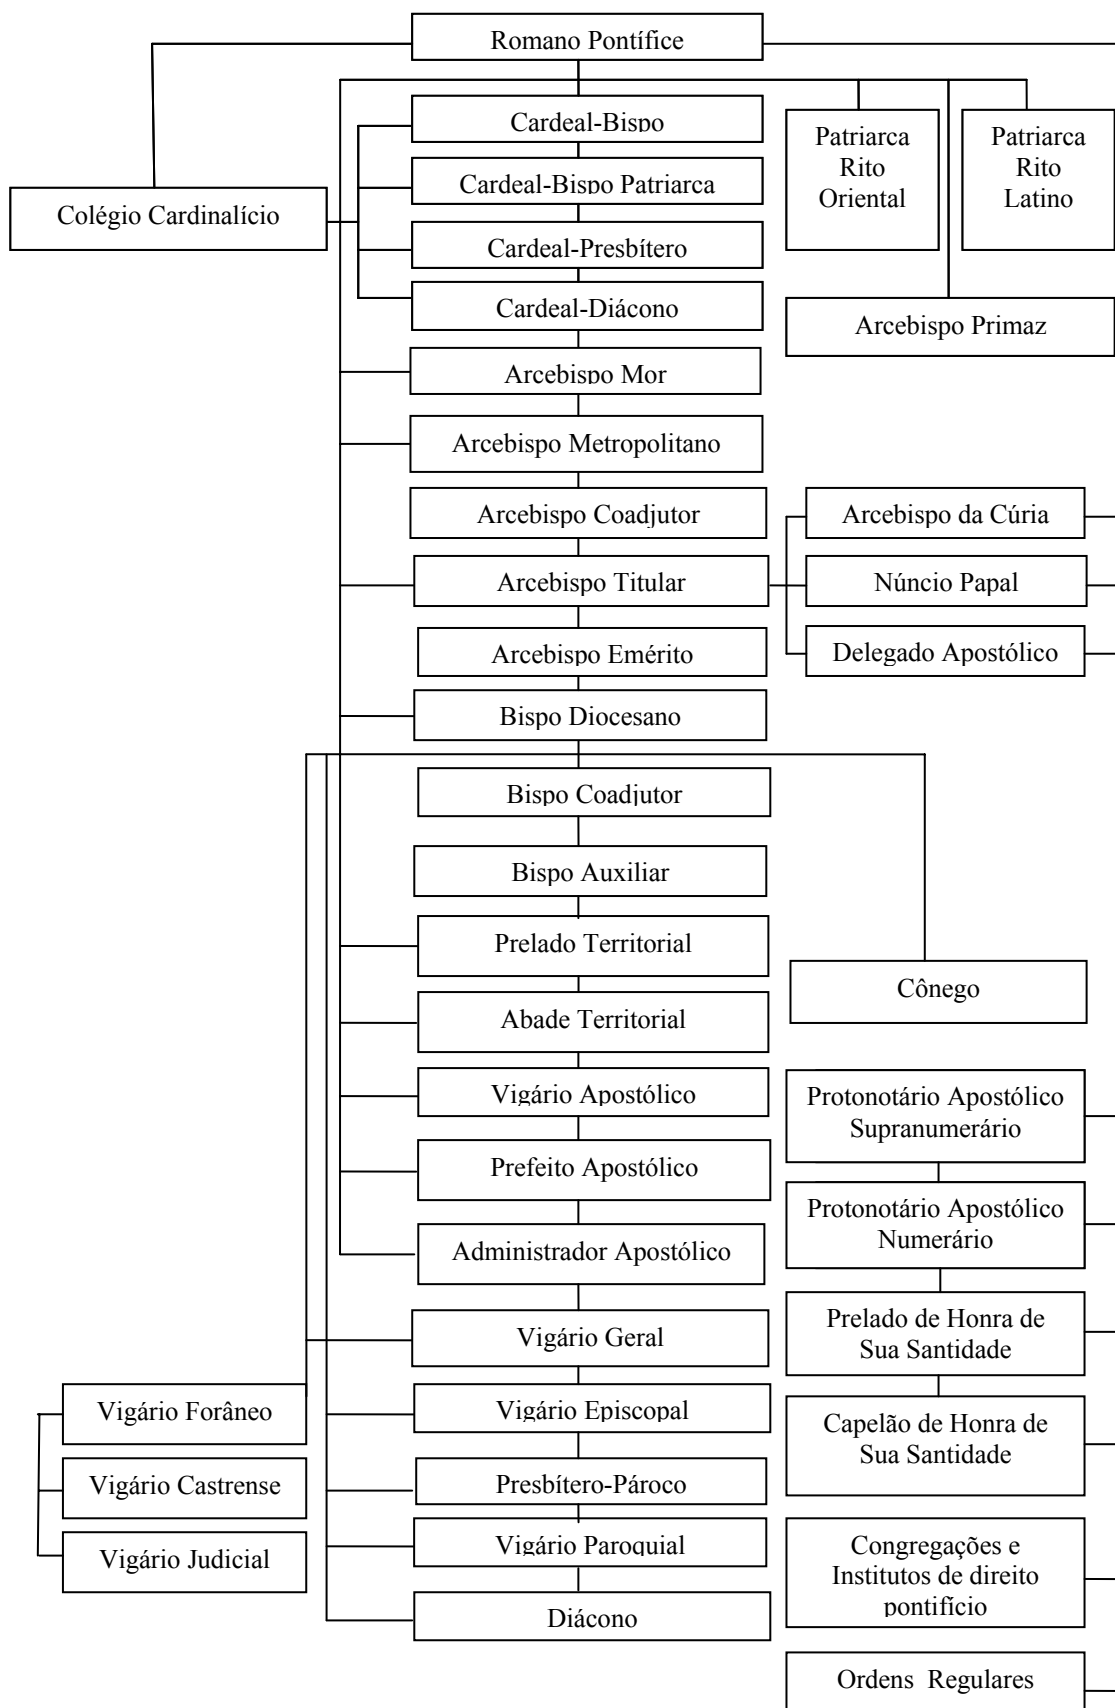 Romano Pontífice
Colégio Cardinalício
Cardeal-Bispo
Cardeal-Bispo Patriarca
Cardeal-Presbítero
Cardeal-Diácono
Patriarca
Rito
Oriental
Patriarca
Rito
Latino
Arcebispo Primaz
Arcebispo Mor
Arcebispo Metropolitano
Arcebispo Coadjutor
Arcebispo Titular
Arcebispo Emérito
Arcebispo da Cúria
Núncio Papal
Delegado Apostólico
Bispo Diocesano
Bispo Coadjutor
Bispo Auxiliar
Prelado Territorial
Abade Territorial
Vigário Apostólico
Prefeito Apostólico
Administrador Apostólico
Vigário Geral
Vigário Episcopal
Presbítero-Pároco
Vigário Paroquial
Diácono
Vigário Forâneo
Vigário Castrense
Vigário Judicial
Cônego
Protonotário Apostólico
Supranumerário
Protonotário Apostólico
Numerário
Prelado de Honra de
Sua Santidade
Capelão de Honra de
Sua Santidade
Congregações e
Institutos de direito
pontifício
Ordens Regulares